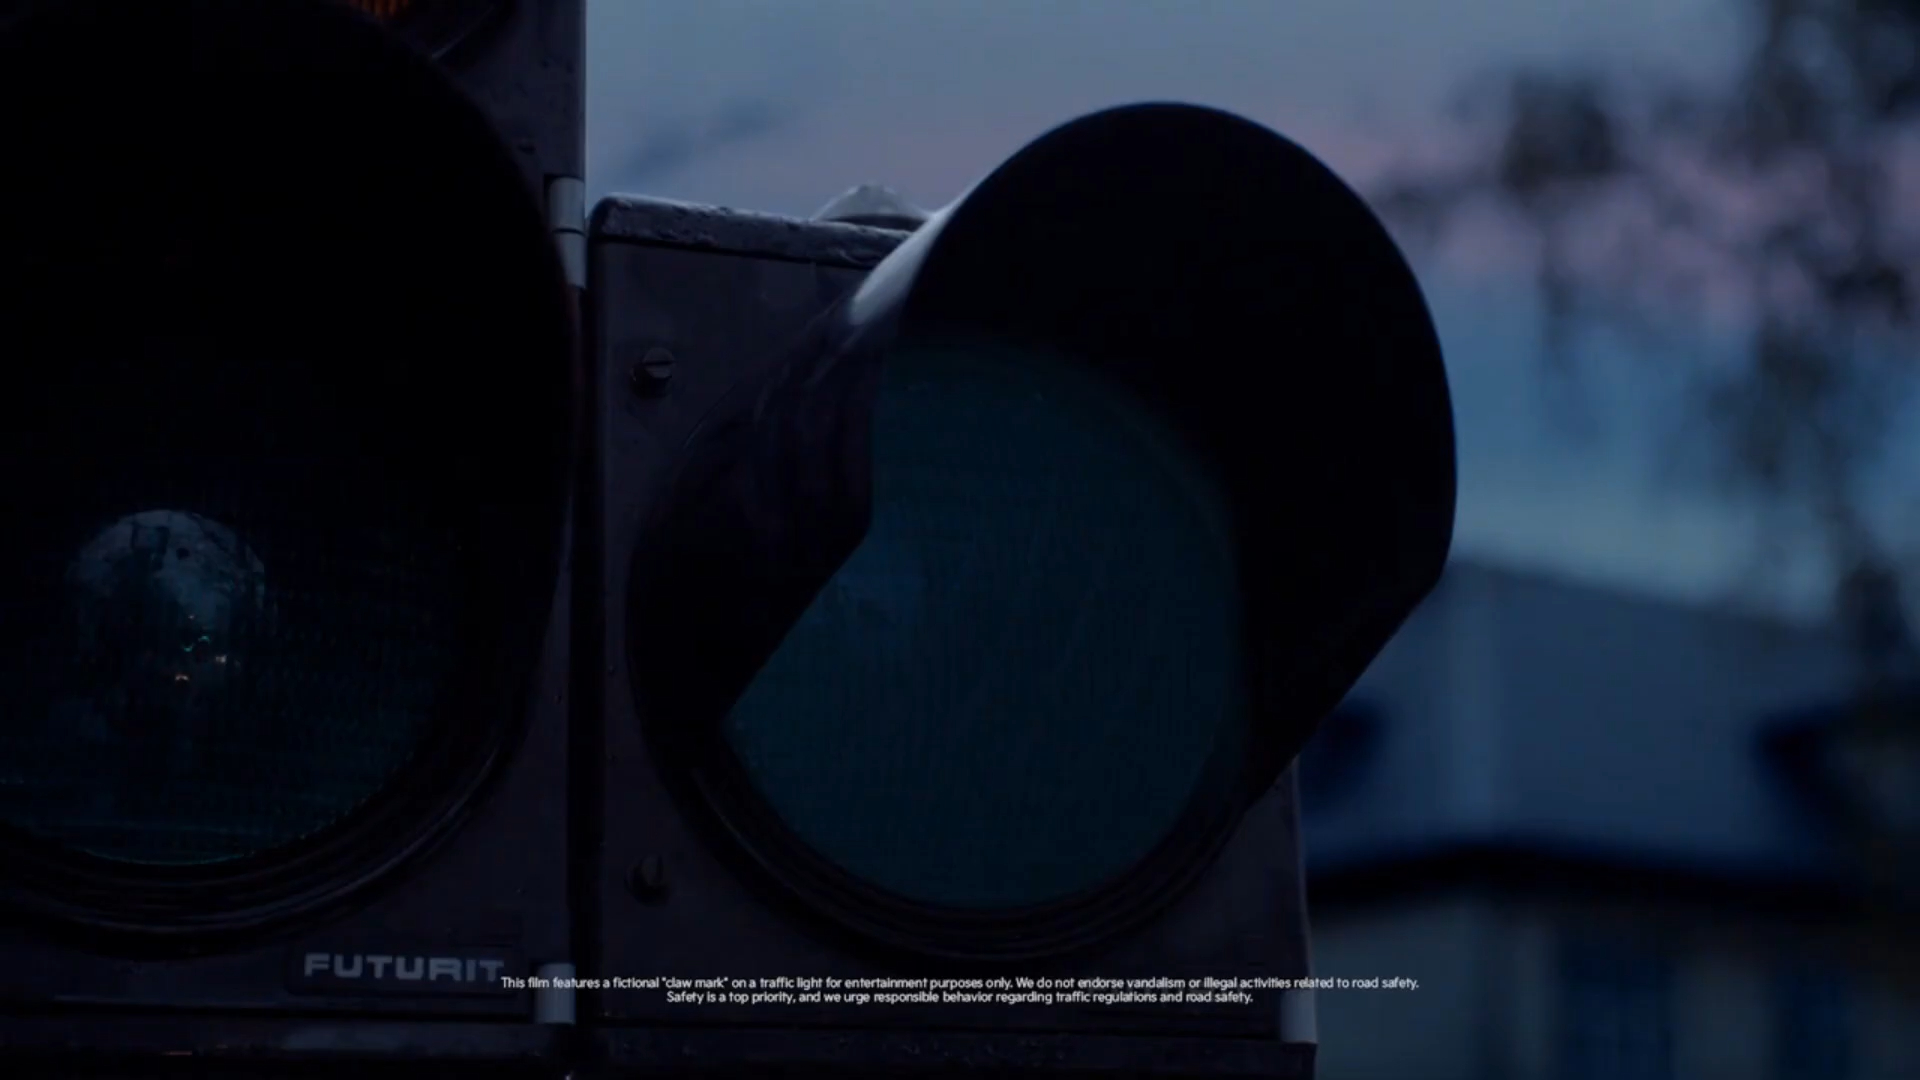 FUTURIT
This film features a fictional "claw mark" on a traffic light for entertainment purposes only. We do not endorse vandalism or illegal activities related to road safety.
Safety is a top priority, and we urge responsible behavior regarding traffic regulations and road safety.